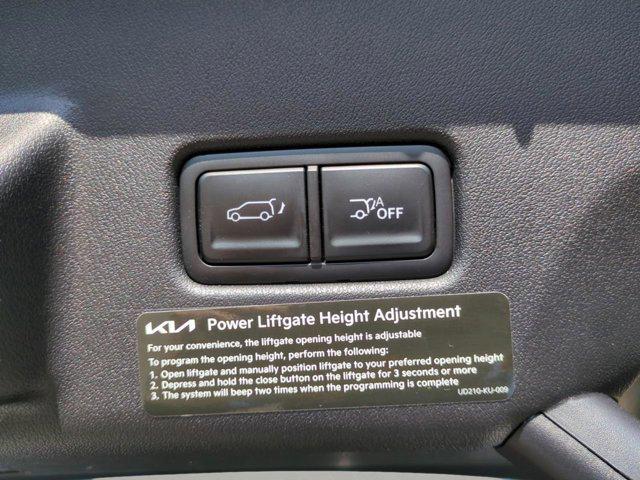 A
OFF
KIA Power Liftgate Height Adjustment
For your convenience, the liftgate opening height is adjustable
To program the opening height, perform the following:
1. Open liftgate and manually position liftgate to your preferred opening height
2. Depress and hold the close button on the liftgate for 3 seconds or more
3. The system will beep two times when the programming is complete
UD210-KU-009